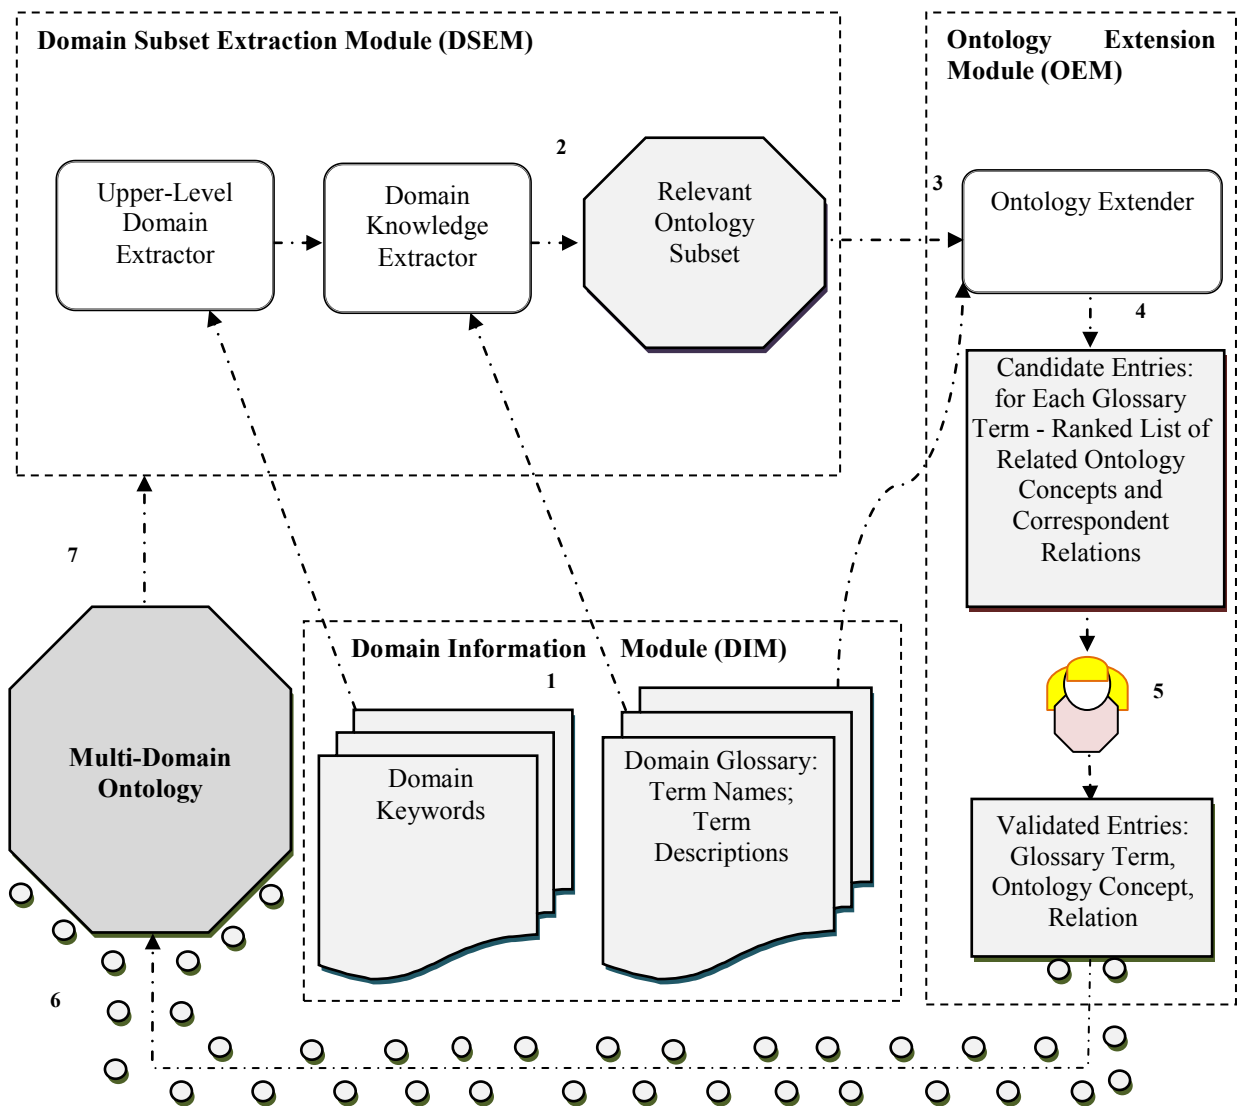 Domain Subset Extraction Module (DSEM)
Ontology Extension
Module (OEM)
2
3
Upper-Level
Domain
Extractor
Domain
Knowledge
Extractor
Relevant
Ontology
Subset
Ontology Extender
4
Candidate Entries:
for Each Glossary
Term - Ranked List of
Related Ontology
Concepts and
Correspondent
Relations
7
Domain Information Module (DIM)
1
5
Multi-Domain
Ontology
Domain
Keywords
Domain Glossary:
Term Names;
Term
Descriptions
Validated Entries:
Glossary Term,
Ontology Concept,
Relation
6